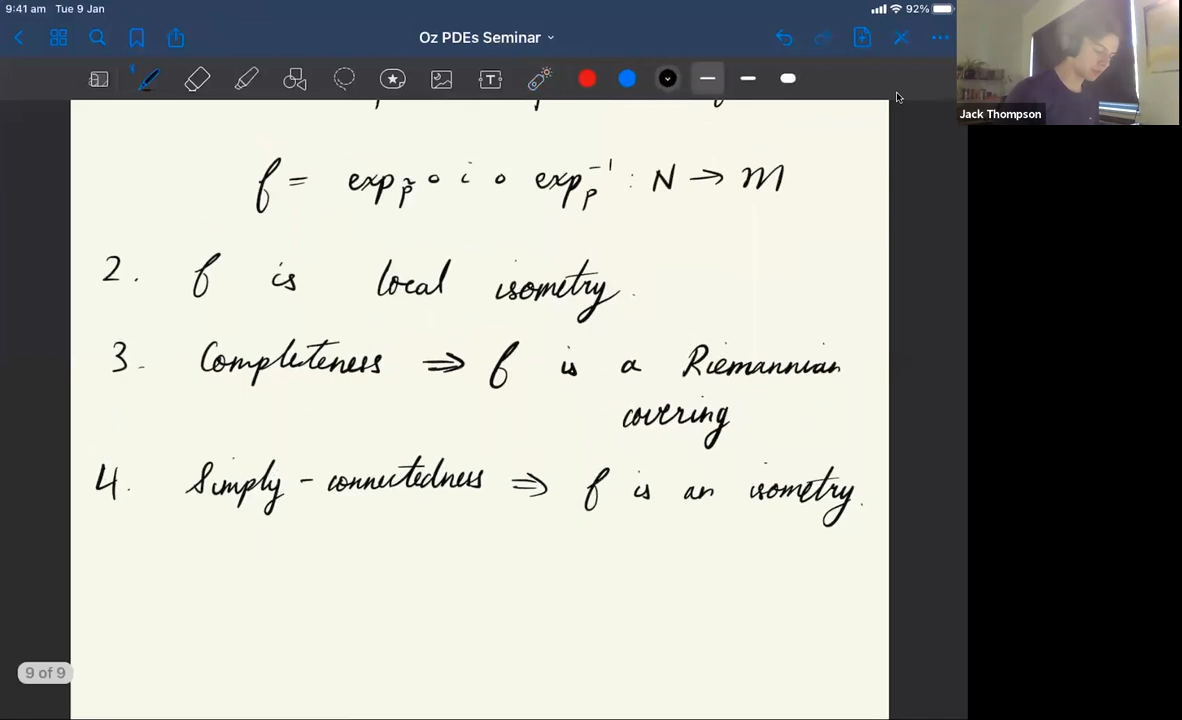 9:41 am Tue 9 Jan
92%
Oz PDEs Seminar
Jack Thompson
f = exp_p̃ ∘ i ∘ exp_p⁻¹ : N → M
2. f is local isometry.
3. Completeness ⇒ f is a Riemannian
covering
4. Simply-connectedness ⇒ f is an isometry.
9 of 9